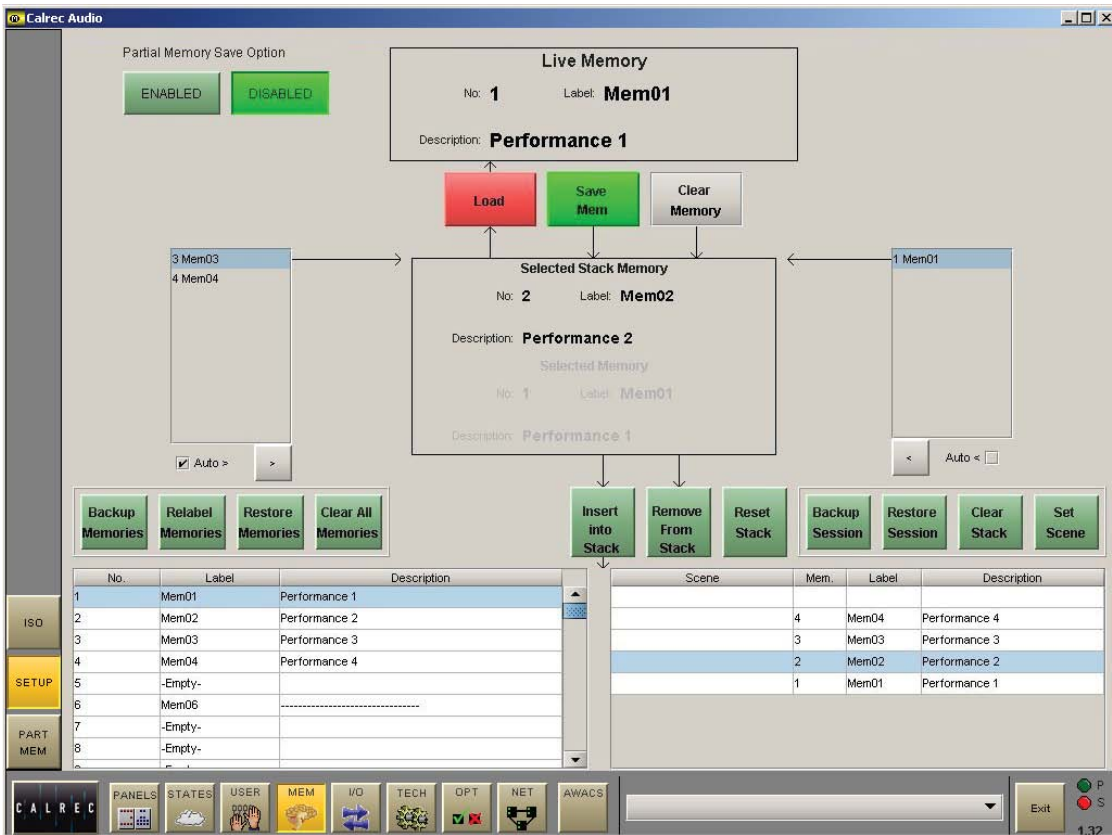 Calrec Audio
Partial Memory Save Option
ENABLED
DISABLED
Live Memory
No: 1 Label: Mem01
Description: Performance 1
Load
Save
Mem
Clear
Memory
3 Mem03
4 Mem04
Selected Stack Memory
No: 2 Label: Mem02
Description: Performance 2
Selected Memory
No: 1 Label: Mem01
Description: Performance 1
1 Mem01
Auto >
>
<
Auto <
Backup
Memories
Relabel
Memories
Restore
Memories
Clear All
Memories
Insert
into
Stack
Remove
From
Stack
Reset
Stack
Backup
Session
Restore
Session
Clear
Stack
Set
Scene
No. Label Description
1 Mem01 Performance 1
2 Mem02 Performance 2
3 Mem03 Performance 3
4 Mem04 Performance 4
5 -Empty-
6 Mem06 --------------------------------
7 -Empty-
8 -Empty-
Scene Mem. Label Description
4 Mem04 Performance 4
3 Mem03 Performance 3
2 Mem02 Performance 2
1 Mem01 Performance 1
ISO
SETUP
PART
MEM
CALREC
PANELS
STATES
USER
MEM
I/O
TECH
OPT
NET
AWACS
Exit
P
S
1.32